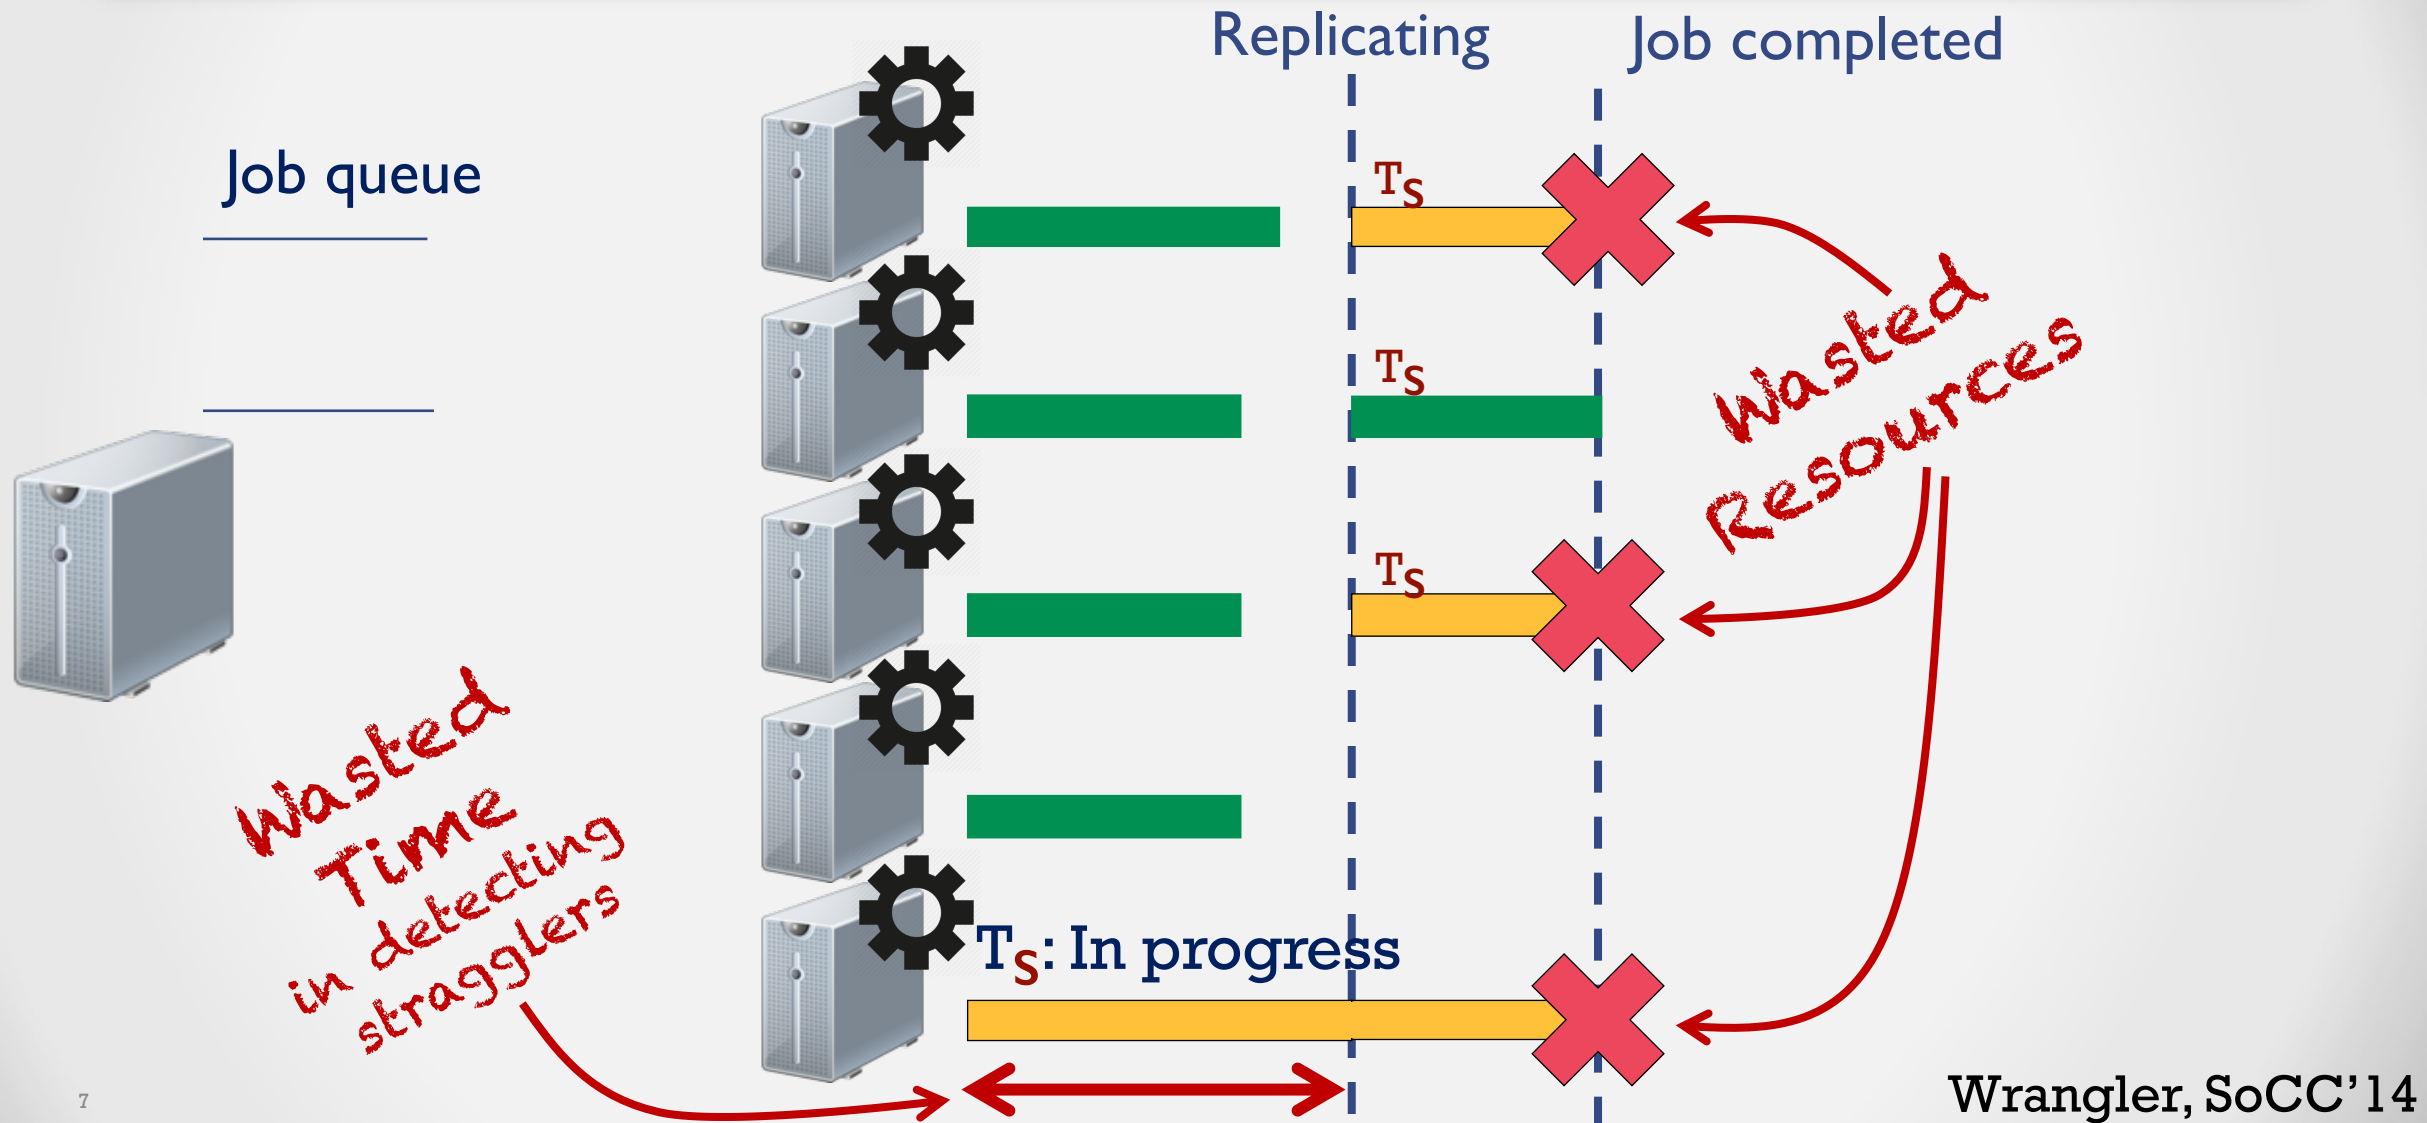 Replicating
Job completed
Job queue
Ts
Wasted
Resources
Ts
Ts
Wasted
Time
in detecting
stragglers
Ts: In progress
7
Wrangler, SoCC’14